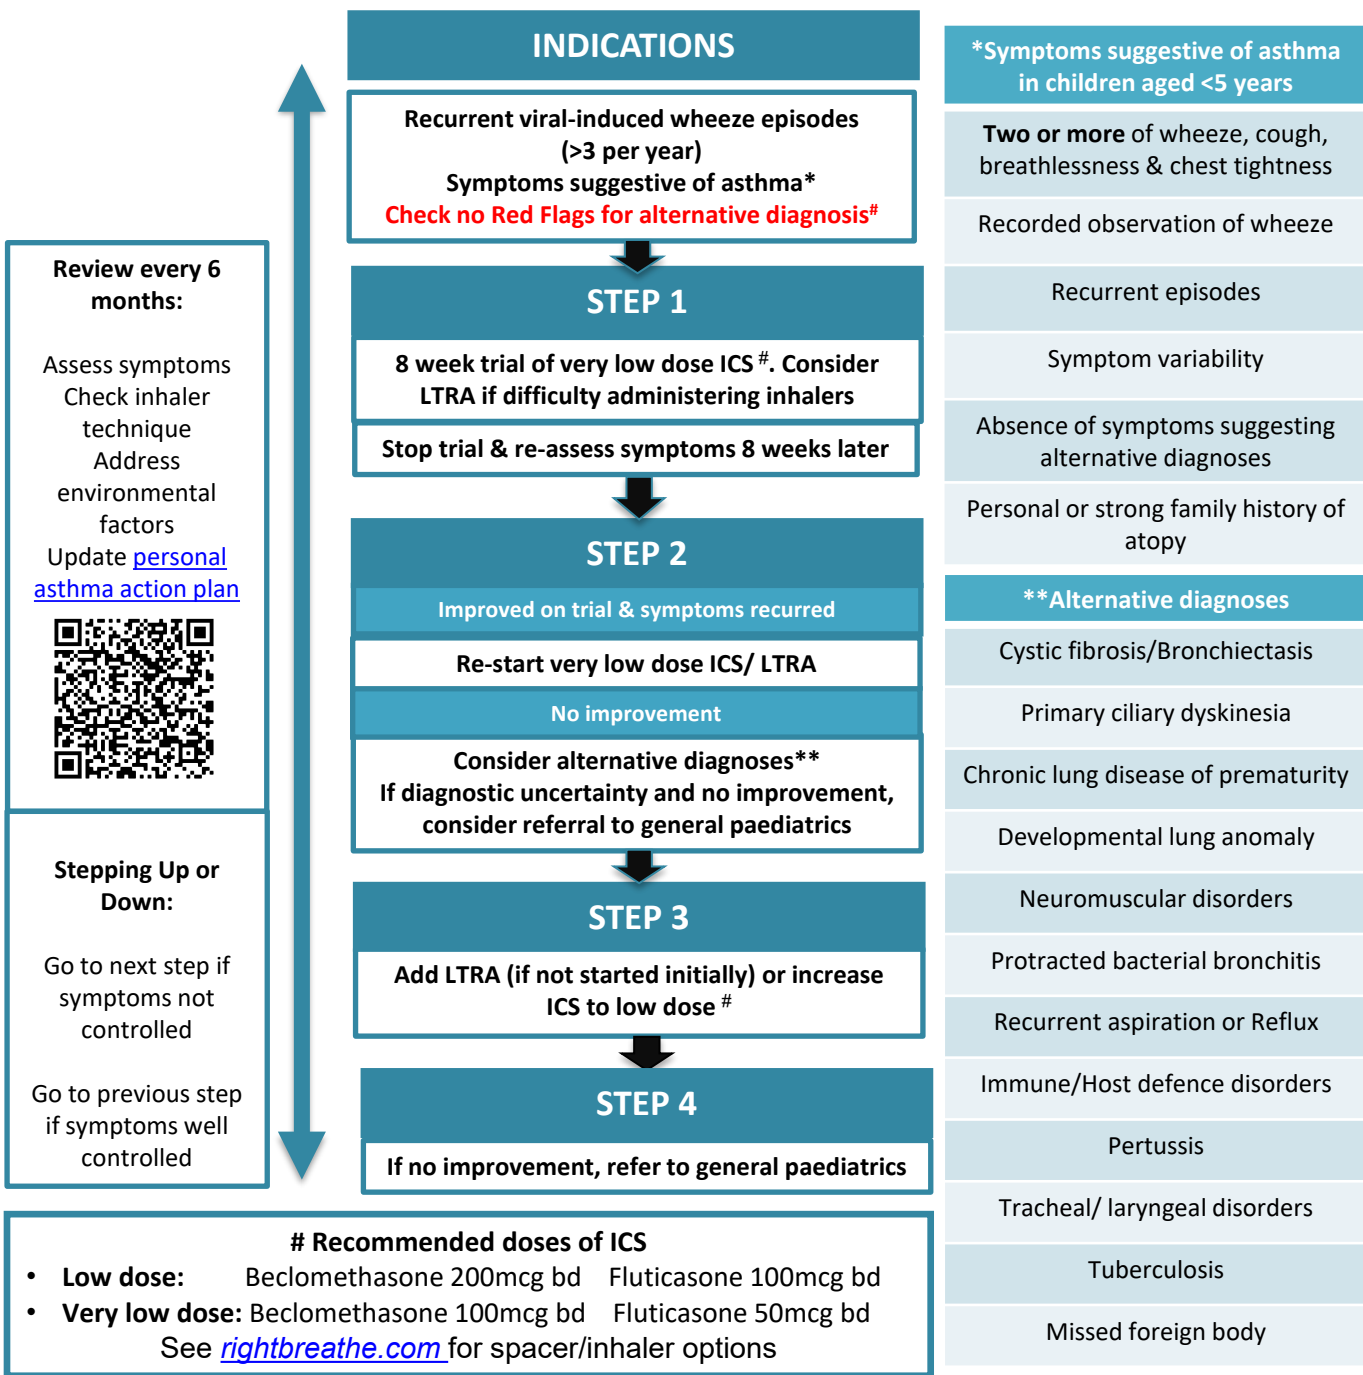 INDICATIONS
Recurrent viral-induced wheeze episodes
(>3 per year)
Symptoms suggestive of asthma*
Check no Red Flags for alternative diagnosis#
STEP 1
8 week trial of very low dose ICS #. Consider
LTRA if difficulty administering inhalers
Stop trial & re-assess symptoms 8 weeks later
STEP 2
Improved on trial & symptoms recurred
Re-start very low dose ICS/ LTRA
No improvement
Consider alternative diagnoses**
If diagnostic uncertainty and no improvement,
consider referral to general paediatrics
STEP 3
Add LTRA (if not started initially) or increase
ICS to low dose #
STEP 4
If no improvement, refer to general paediatrics
Review every 6
months:
Assess symptoms
Check inhaler
technique
Address
environmental
factors
Update personal
asthma action plan
Stepping Up or
Down:
Go to next step if
symptoms not
controlled
Go to previous step
if symptoms well
controlled
# Recommended doses of ICS
• Low dose: Beclomethasone 200mcg bd Fluticasone 100mcg bd
• Very low dose: Beclomethasone 100mcg bd Fluticasone 50mcg bd
See rightbreathe.com for spacer/inhaler options
*Symptoms suggestive of asthma
in children aged <5 years
Two or more of wheeze, cough,
breathlessness & chest tightness
Recorded observation of wheeze
Recurrent episodes
Symptom variability
Absence of symptoms suggesting
alternative diagnoses
Personal or strong family history of
atopy
**Alternative diagnoses
Cystic fibrosis/Bronchiectasis
Primary ciliary dyskinesia
Chronic lung disease of prematurity
Developmental lung anomaly
Neuromuscular disorders
Protracted bacterial bronchitis
Recurrent aspiration or Reflux
Immune/Host defence disorders
Pertussis
Tracheal/ laryngeal disorders
Tuberculosis
Missed foreign body